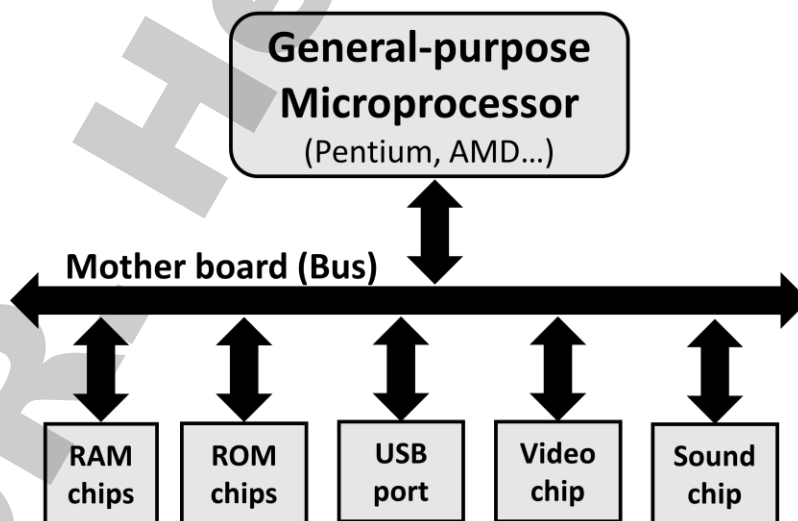 General-purpose
Microprocessor
(Pentium, AMD...)
Mother board (Bus)
RAM
chips
ROM
chips
USB
port
Video
chip
Sound
chip